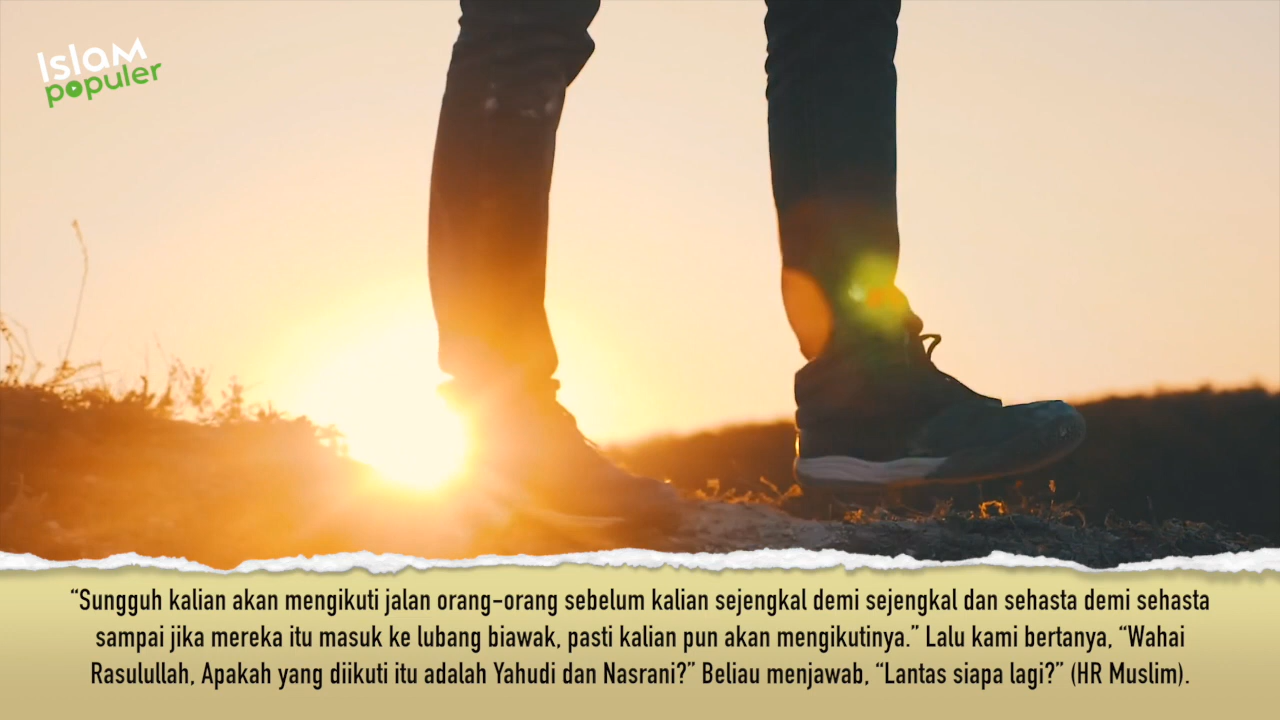 Islam
populer
“Sungguh kalian akan mengikuti jalan orang-orang sebelum kalian sejengkal demi sejengkal dan sehasta demi sehasta
sampai jika mereka itu masuk ke lubang biawak, pasti kalian pun akan mengikutinya.” Lalu kami bertanya, “Wahai
Rasulullah, Apakah yang diikuti itu adalah Yahudi dan Nasrani?” Beliau menjawab, “Lantas siapa lagi?” (HR Muslim).